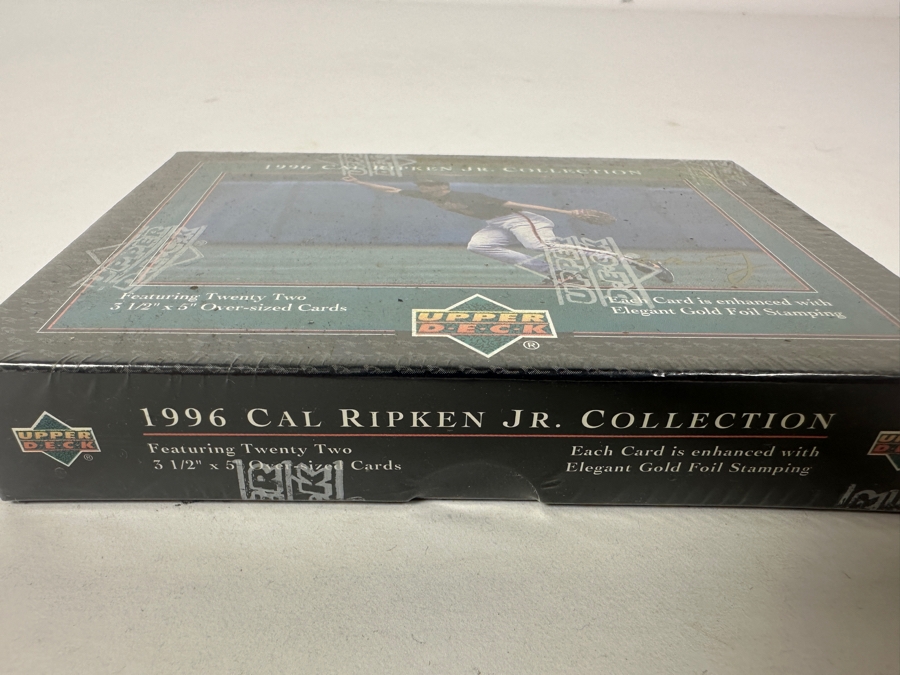 1996 CAL RIPKEN JR. COLLECTION
UPPER DECK
UPPER DECK
Featuring Twenty Two
3 1/2" x 5" Over-sized Cards
UPPER
D·E·C·K
®
Each Card is enhanced with
Elegant Gold Foil Stamping
UPPER
D·E·C·K
®
1996 CAL RIPKEN JR. COLLECTION
Featuring Twenty Two
3 1/2" x 5" Over-sized Cards
Each Card is enhanced with
Elegant Gold Foil Stamping